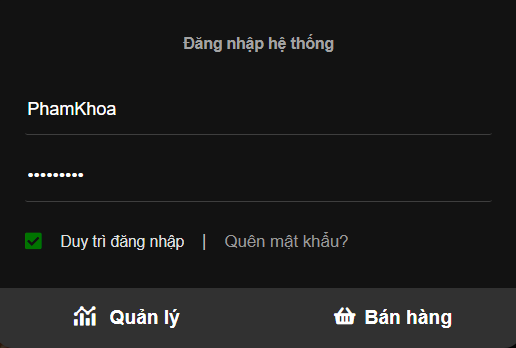 Đăng nhập hệ thống
PhamKhoa
•••••••••
Duy trì đăng nhập | Quên mật khẩu?
Quản lý Bán hàng